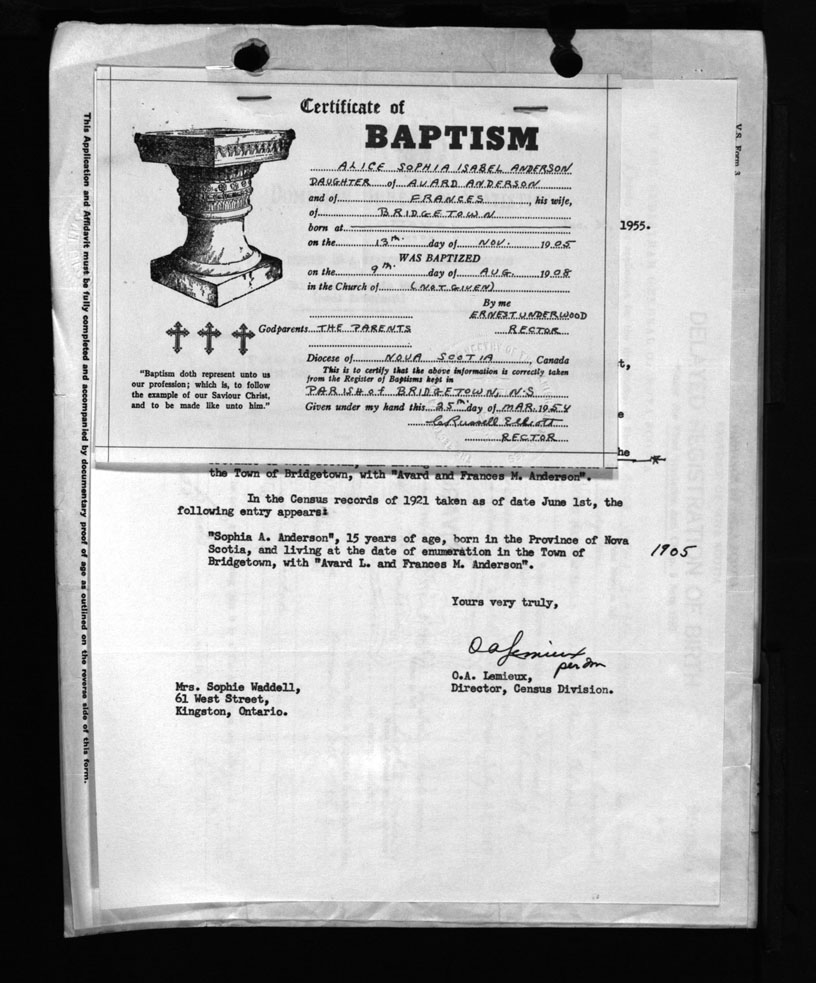 Certificate of
BAPTISM
ALICE SOPHIA ISABEL ANDERSON
DAUGHTER of AVARD ANDERSON
and of FRANCES, his wife,
of BRIDGETOWN
born at
on the 13th day of NOV. 1905
WAS BAPTIZED
on the 9th day of AUG. 1908
in the Church of (NOT GIVEN)
By me
ERNEST UNDERWOOD
Godparents THE PARENTS RECTOR
Diocese of NOVA SCOTIA, Canada
This is to certify that the above information is correctly taken
from the Register of Baptisms kept in
PARISH of BRIDGETOWN, N.S
Given under my hand this 25th day of MAR. 1954
Russell Elliott
RECTOR
"Baptism doth represent unto us
our profession; which is, to follow
the example of our Saviour Christ,
and to be made like unto him."
1955.
the Town of Bridgetown, with "Avard and Frances M. Anderson".
In the Census records of 1921 taken as of date June 1st, the
following entry appears:
"Sophia A. Anderson", 15 years of age, born in the Province of Nova
Scotia, and living at the date of enumeration in the Town of
Bridgetown, with "Avard L. and Frances M. Anderson".
1905
Yours very truly,
O A Lemieux
per
O.A. Lemieux,
Director, Census Division.
Mrs. Sophie Waddell,
61 West Street,
Kingston, Ontario.
This Application and Affidavit must be fully completed and accompanied by documentary proof of age as outlined on the reverse side of this form.
V.S. Form 3